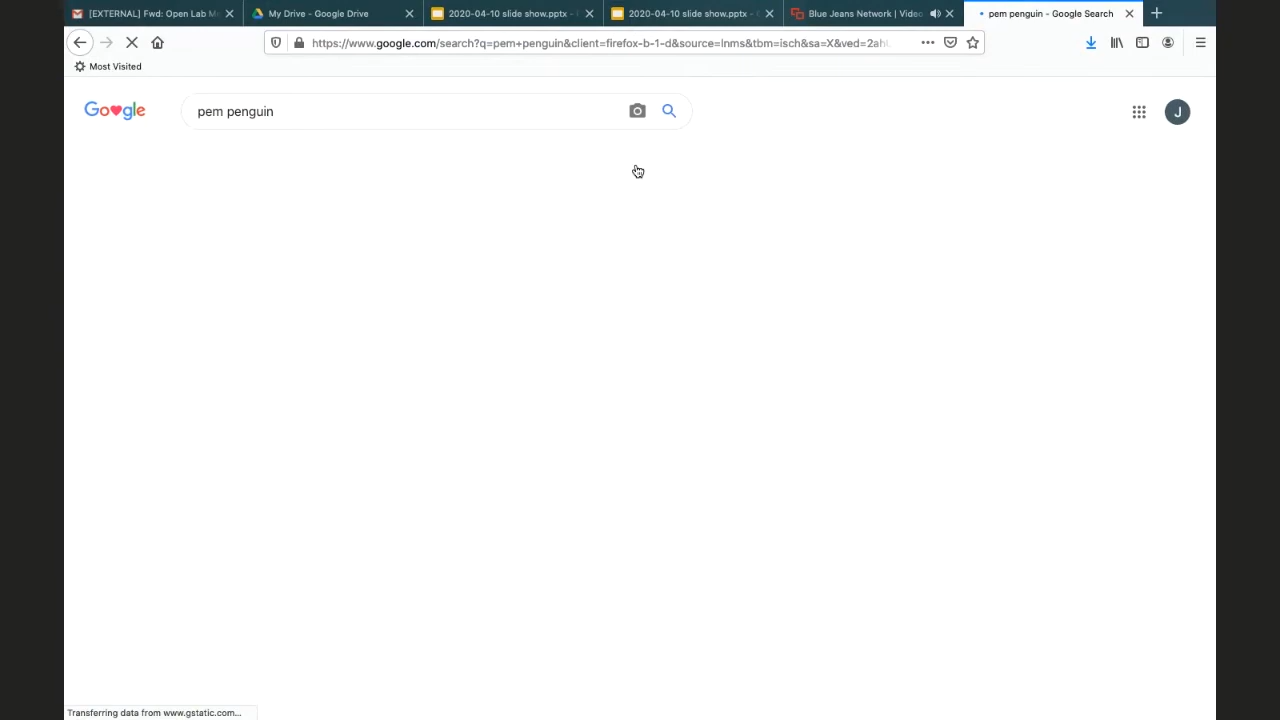 [EXTERNAL] Fwd: Open Lab M
My Drive - Google Drive
2020-04-10 slide show.pptx -
2020-04-10 slide show.pptx -
Blue Jeans Network | Video
pem penguin - Google Search
https://www.google.com/search?q=pem+penguin&client=firefox-b-1-d&source=lnms&tbm=isch&sa=X&ved=2ah
Most Visited
Go♥gle
pem penguin
J
Transferring data from www.gstatic.com...